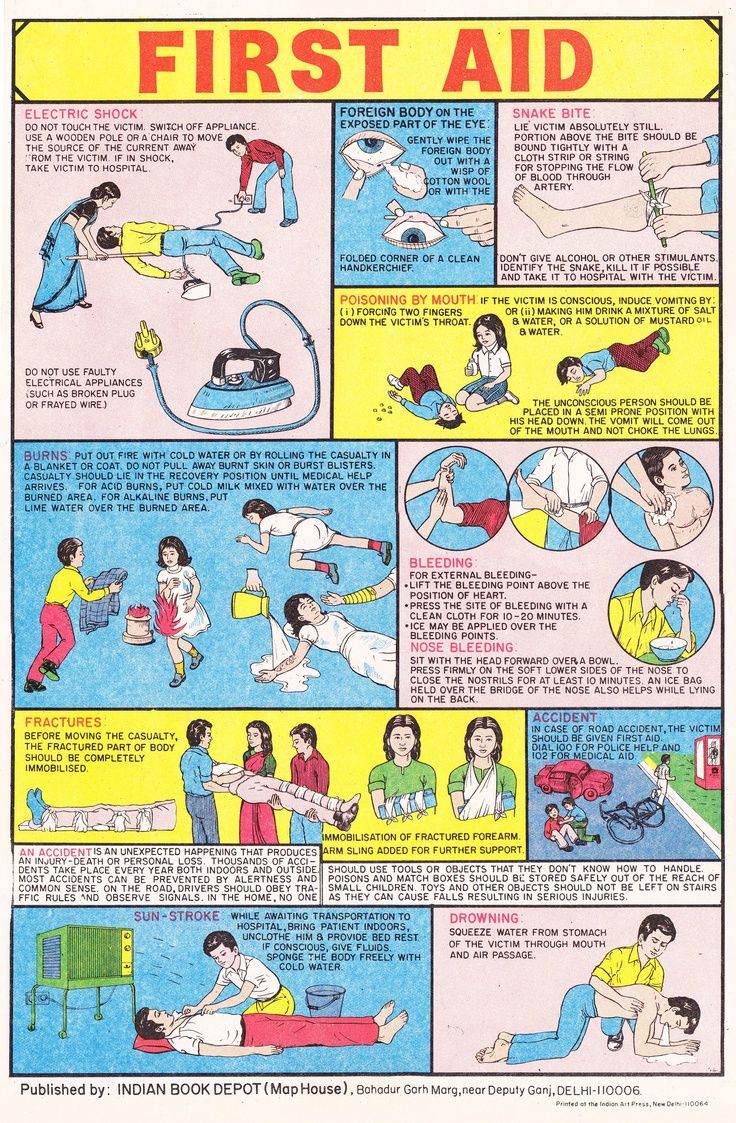 FIRST AID
ELECTRIC SHOCK:
DO NOT TOUCH THE VICTIM. SWITCH OFF APPLIANCE.
USE A WOODEN POLE OR A CHAIR TO MOVE
THE SOURCE OF THE CURRENT AWAY
FROM THE VICTIM. IF IN SHOCK,
TAKE VICTIM TO HOSPITAL.
DO NOT USE FAULTY
ELECTRICAL APPLIANCES
(SUCH AS BROKEN PLUG
OR FRAYED WIRE.)
FOREIGN BODY ON THE
EXPOSED PART OF THE EYE:
GENTLY WIPE THE
FOREIGN BODY
OUT WITH A
WISP OF
COTTON WOOL
OR WITH THE
FOLDED CORNER OF A CLEAN
HANDKERCHIEF.
SNAKE BITE:
LIE VICTIM ABSOLUTELY STILL.
PORTION ABOVE THE BITE SHOULD BE
BOUND TIGHTLY WITH A
CLOTH STRIP OR STRING
FOR STOPPING THE FLOW
OF BLOOD THROUGH
ARTERY.
DON'T GIVE ALCOHOL OR OTHER STIMULANTS.
IDENTIFY THE SNAKE, KILL IT IF POSSIBLE
AND TAKE IT TO HOSPITAL WITH THE VICTIM.
POISONING BY MOUTH: IF THE VICTIM IS CONSCIOUS, INDUCE VOMITNG BY:
(i) FORCING TWO FINGERS
DOWN THE VICTIM'S THROAT.
OR (ii) MAKING HIM DRINK A MIXTURE OF SALT
& WATER, OR A SOLUTION OF MUSTARD OIL
& WATER.
THE UNCONSCIOUS PERSON SHOULD BE
PLACED IN A SEMI PRONE POSITION WITH
HIS HEAD DOWN. THE VOMIT WILL COME OUT
OF THE MOUTH AND NOT CHOKE THE LUNGS.
BURNS: PUT OUT FIRE WITH COLD WATER OR BY ROLLING THE CASUALTY IN
A BLANKET OR COAT. DO NOT PULL AWAY BURNT SKIN OR BURST BLISTERS.
CASUALTY SHOULD LIE IN THE RECOVERY POSITION UNTIL MEDICAL HELP
ARRIVES. FOR ACID BURNS, PUT COLD MILK MIXED WITH WATER OVER THE
BURNED AREA. FOR ALKALINE BURNS, PUT
LIME WATER OVER THE BURNED AREA.
BLEEDING:
FOR EXTERNAL BLEEDING-
• LIFT THE BLEEDING POINT ABOVE THE
POSITION OF HEART.
• PRESS THE SITE OF BLEEDING WITH A
CLEAN CLOTH FOR 10-20 MINUTES.
• ICE MAY BE APPLIED OVER THE
BLEEDING POINTS.
NOSE BLEEDING:
SIT WITH THE HEAD FORWARD OVER A BOWL.
PRESS FIRMLY ON THE SOFT LOWER SIDES OF THE NOSE TO
CLOSE THE NOSTRILS FOR AT LEAST 10 MINUTES. AN ICE BAG
HELD OVER THE BRIDGE OF THE NOSE ALSO HELPS WHILE LYING
ON THE BACK.
FRACTURES:
BEFORE MOVING THE CASUALTY,
THE FRACTURED PART OF BODY
SHOULD BE COMPLETELY
IMMOBILISED.
IMMOBILISATION OF FRACTURED FOREARM.
ARM SLING ADDED FOR FURTHER SUPPORT.
ACCIDENT:
IN CASE OF ROAD ACCIDENT, THE VICTIM
SHOULD BE GIVEN FIRST AID.
DIAL 100 FOR POLICE HELP AND
102 FOR MEDICAL AID.
AN ACCIDENT IS AN UNEXPECTED HAPPENING THAT PRODUCES
AN INJURY-DEATH OR PERSONAL LOSS. THOUSANDS OF ACCI-
DENTS TAKE PLACE EVERY YEAR BOTH INDOORS AND OUTSIDE.
MOST ACCIDENTS CAN BE PREVENTED BY ALERTNESS AND
COMMON SENSE. ON THE ROAD, DRIVERS SHOULD OBEY TRA-
FFIC RULES AND OBSERVE SIGNALS. IN THE HOME, NO ONE
SHOULD USE TOOLS OR OBJECTS THAT THEY DON'T KNOW HOW TO HANDLE.
POISONS AND MATCH BOXES SHOULD BE STORED SAFELY OUT OF THE REACH OF
SMALL CHILDREN. TOYS AND OTHER OBJECTS SHOULD NOT BE LEFT ON STAIRS
AS THEY CAN CAUSE FALLS RESULTING IN SERIOUS INJURIES.
SUN-STROKE: WHILE AWAITING TRANSPORTATION TO
HOSPITAL, BRING PATIENT INDOORS,
UNCLOTHE HIM & PROVIDE BED REST.
IF CONSCIOUS, GIVE FLUIDS.
SPONGE THE BODY FREELY WITH
COLD WATER.
DROWNING:
SQUEEZE WATER FROM STOMACH
OF THE VICTIM THROUGH MOUTH
AND AIR PASSAGE.
Published by: INDIAN BOOK DEPOT (Map House), Bahadur Garh Marg, near Deputy Ganj, DELHI-110006.
Printed at the Indian Art Press, New Delhi-110064